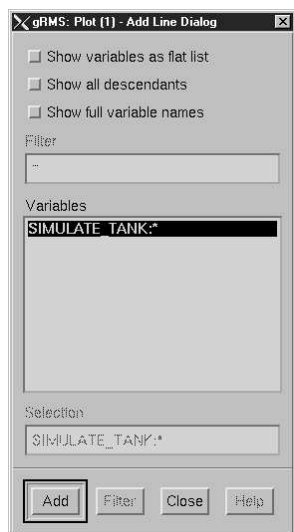 gRMS: Plot (1) - Add Line Dialog
Show variables as flat list
Show all descendants
Show full variable names
Filter
Variables
SIMULATE_TANK:*
Selection
SIMULATE_TANK:*
Add Filter Close Help